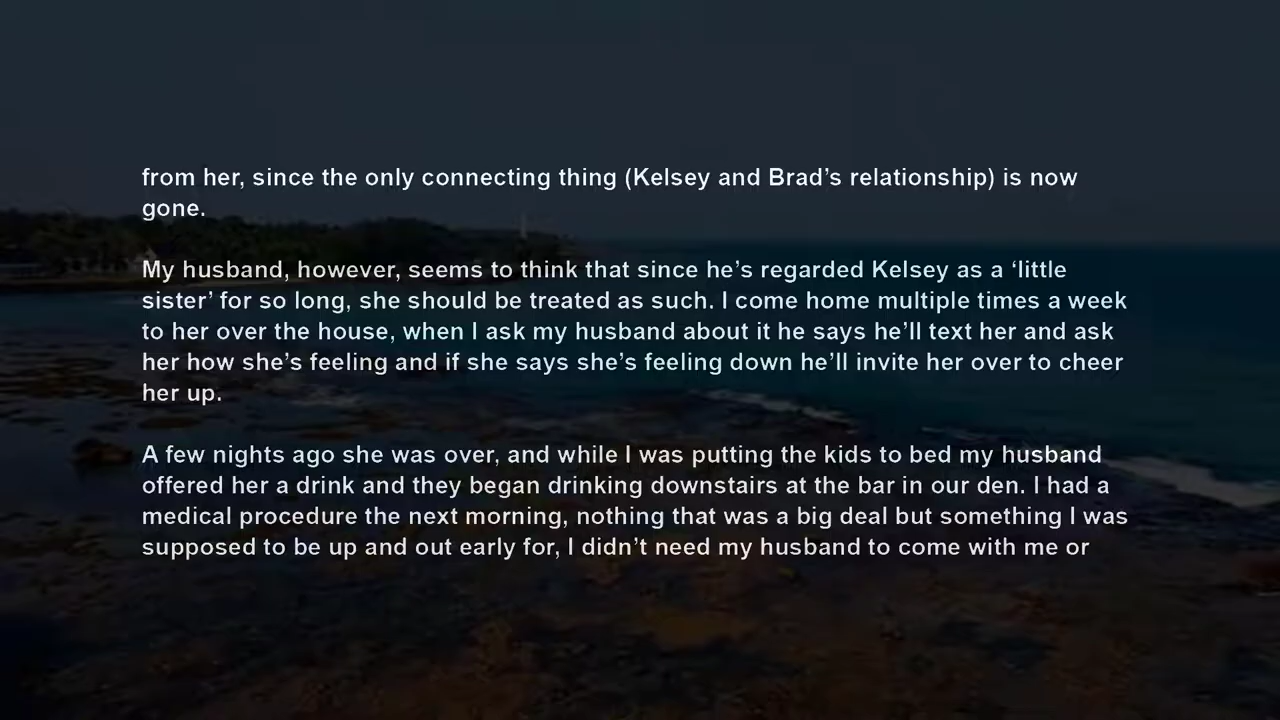 from her, since the only connecting thing (Kelsey and Brad’s relationship) is now
gone.
My husband, however, seems to think that since he’s regarded Kelsey as a ‘little
sister’ for so long, she should be treated as such. I come home multiple times a week
to her over the house, when I ask my husband about it he says he’ll text her and ask
her how she’s feeling and if she says she’s feeling down he’ll invite her over to cheer
her up.
A few nights ago she was over, and while I was putting the kids to bed my husband
offered her a drink and they began drinking downstairs at the bar in our den. I had a
medical procedure the next morning, nothing that was a big deal but something I was
supposed to be up and out early for, I didn’t need my husband to come with me or